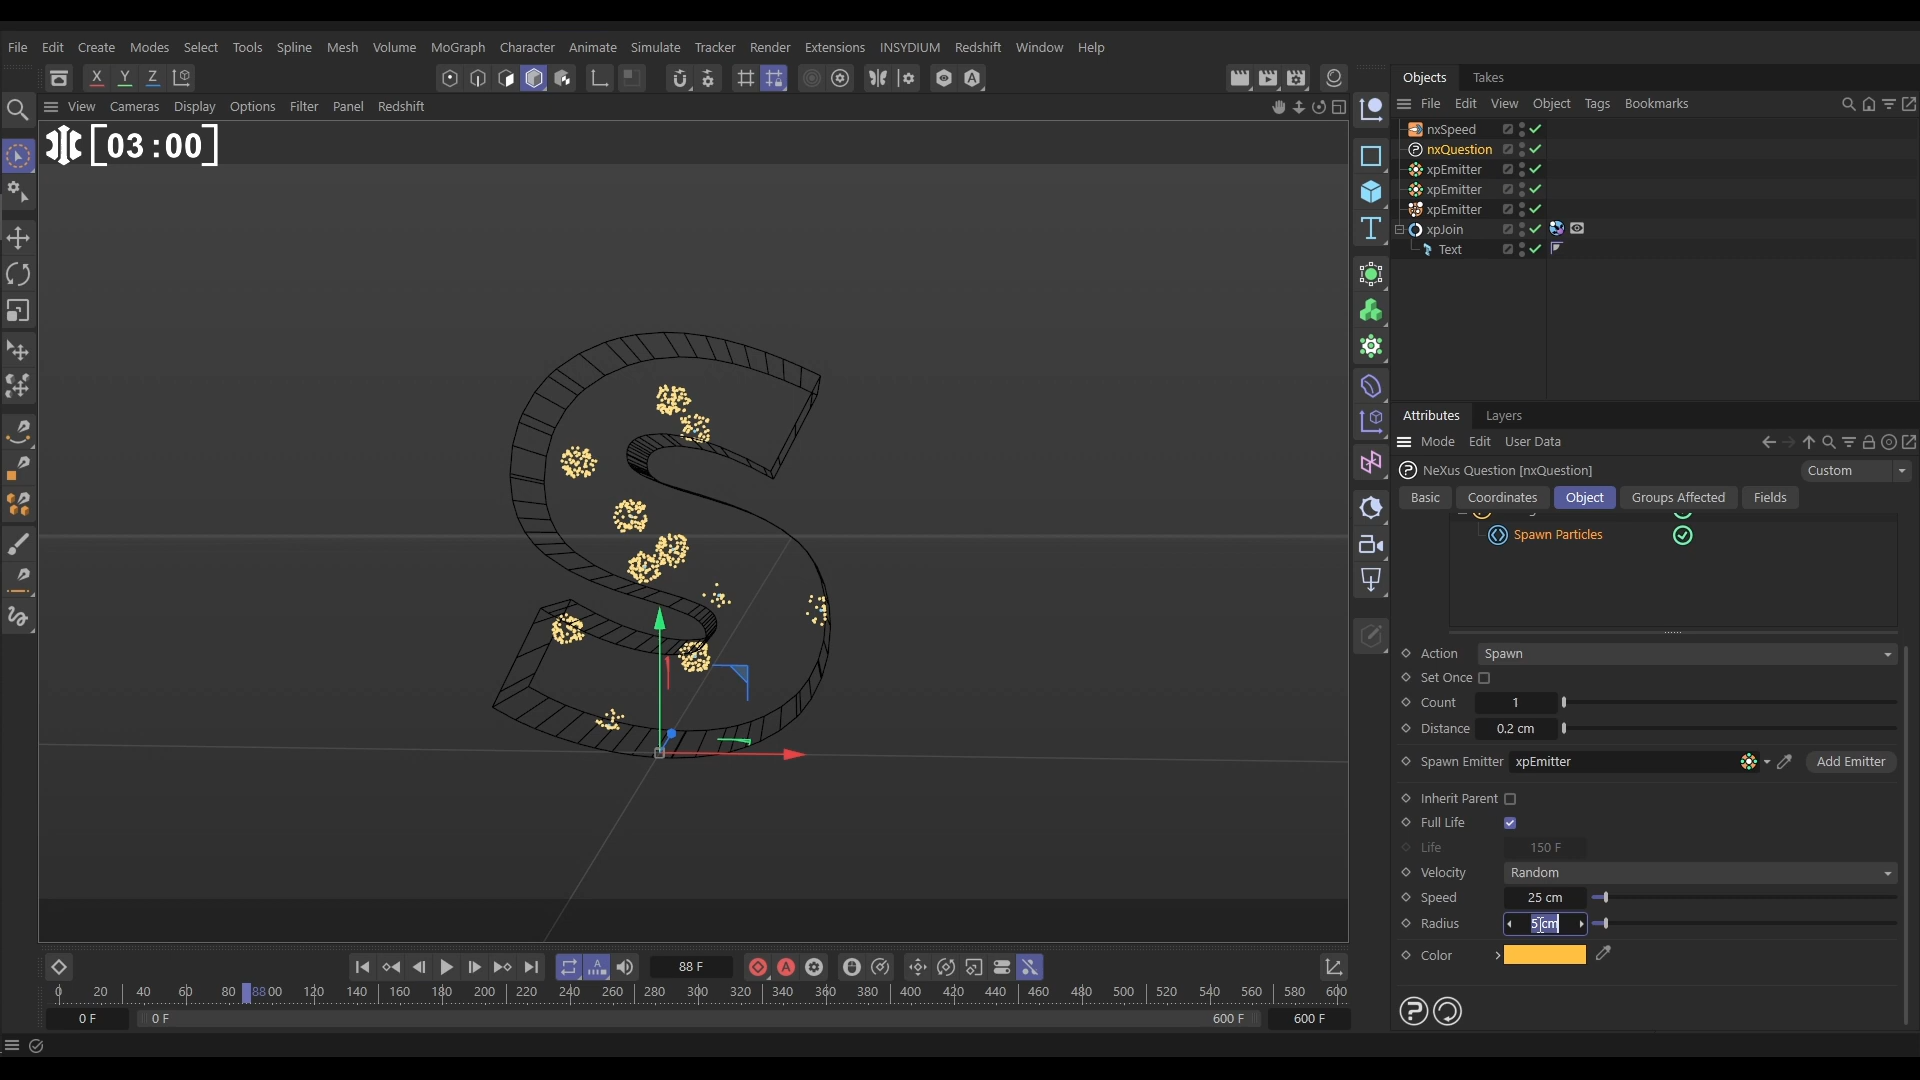 File Edit Create Modes Select Tools Spline Mesh Volume MoGraph Character Animate Simulate Tracker Render Extensions INSYDIUM Redshift Window Help
X Y Z
Objects Takes
View Cameras Display Options Filter Panel Redshift
File Edit View Object Tags Bookmarks
[03:00]
nxSpeed
nxQuestion
xpEmitter
xpEmitter
xpEmitter
xpJoin
Text
Attributes Layers
Mode Edit User Data
NeXus Question [nxQuestion] Custom
Basic Coordinates Object Groups Affected Fields
Spawn Particles
Action Spawn
Set Once
Count 1
Distance 0.2 cm
Spawn Emitter xpEmitter Add Emitter
Inherit Parent
Full Life
Life 150 F
Velocity Random
Speed 25 cm
Radius 5 cm
Color
88 F
0 20 40 60 80 8800 120 140 160 180 200 220 240 260 280 300 320 340 360 380 400 420 440 460 480 500 520 540 560 580 600
0 F 0 F 600 F 600 F